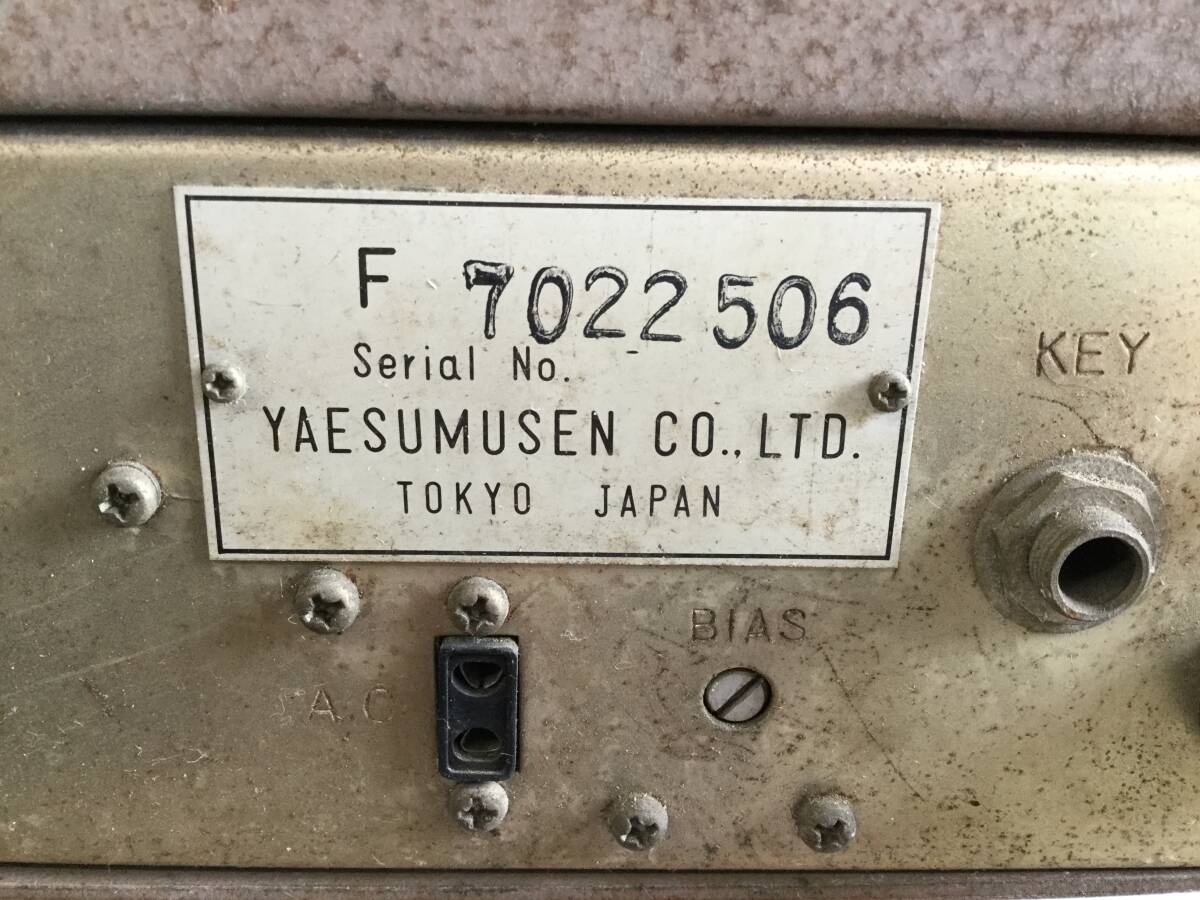 F 7022506
Serial No.
YAESUMUSEN CO., LTD.
TOKYO JAPAN
KEY
BIAS
A.C